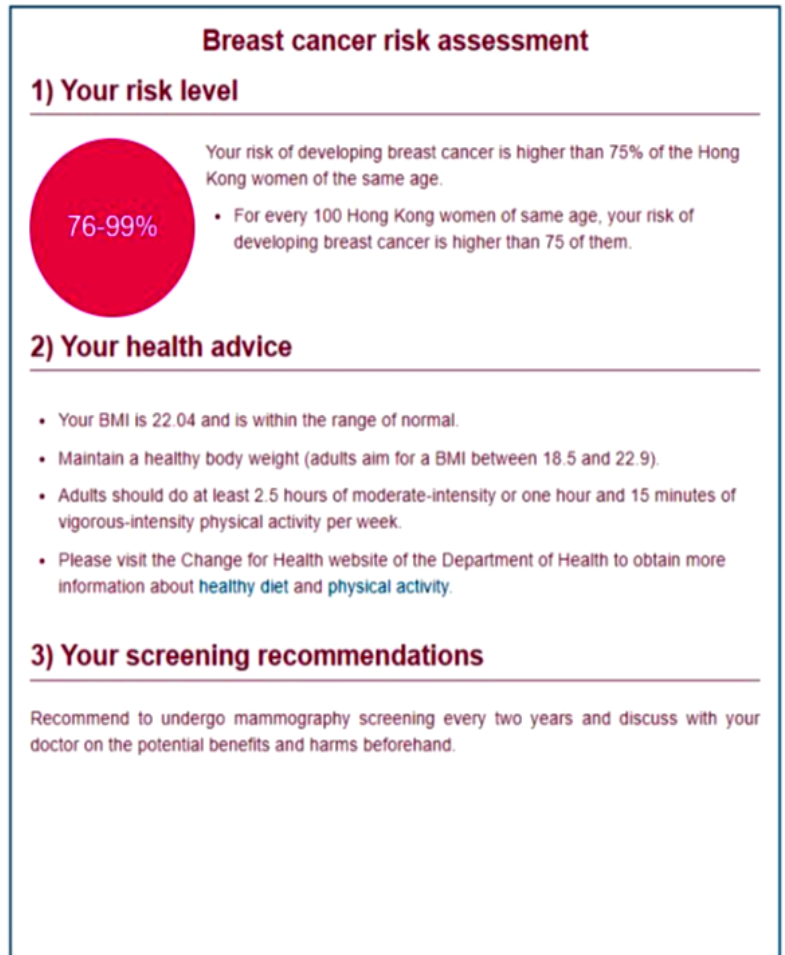 Breast cancer risk assessment
1) Your risk level
76-99%
Your risk of developing breast cancer is higher than 75% of the Hong
Kong women of the same age.
• For every 100 Hong Kong women of same age, your risk of
developing breast cancer is higher than 75 of them.
2) Your health advice
• Your BMI is 22.04 and is within the range of normal.
• Maintain a healthy body weight (adults aim for a BMI between 18.5 and 22.9).
• Adults should do at least 2.5 hours of moderate-intensity or one hour and 15 minutes of
vigorous-intensity physical activity per week.
• Please visit the Change for Health website of the Department of Health to obtain more
information about healthy diet and physical activity.
3) Your screening recommendations
Recommend to undergo mammography screening every two years and discuss with your
doctor on the potential benefits and harms beforehand.